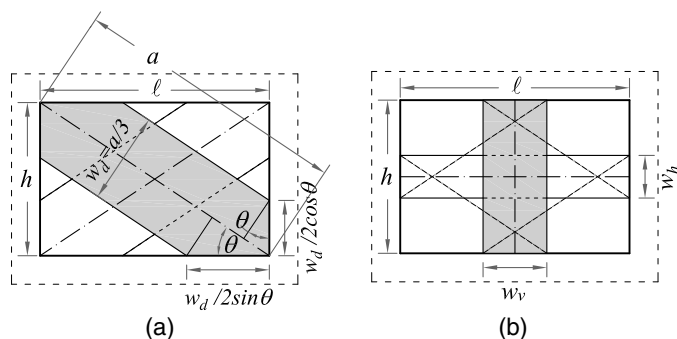 a
ℓ
h
w_d=a/3
θ
θ
w_d/2cosθ
w_d/2sinθ
(a)
ℓ
h
w_h
w_v
(b)